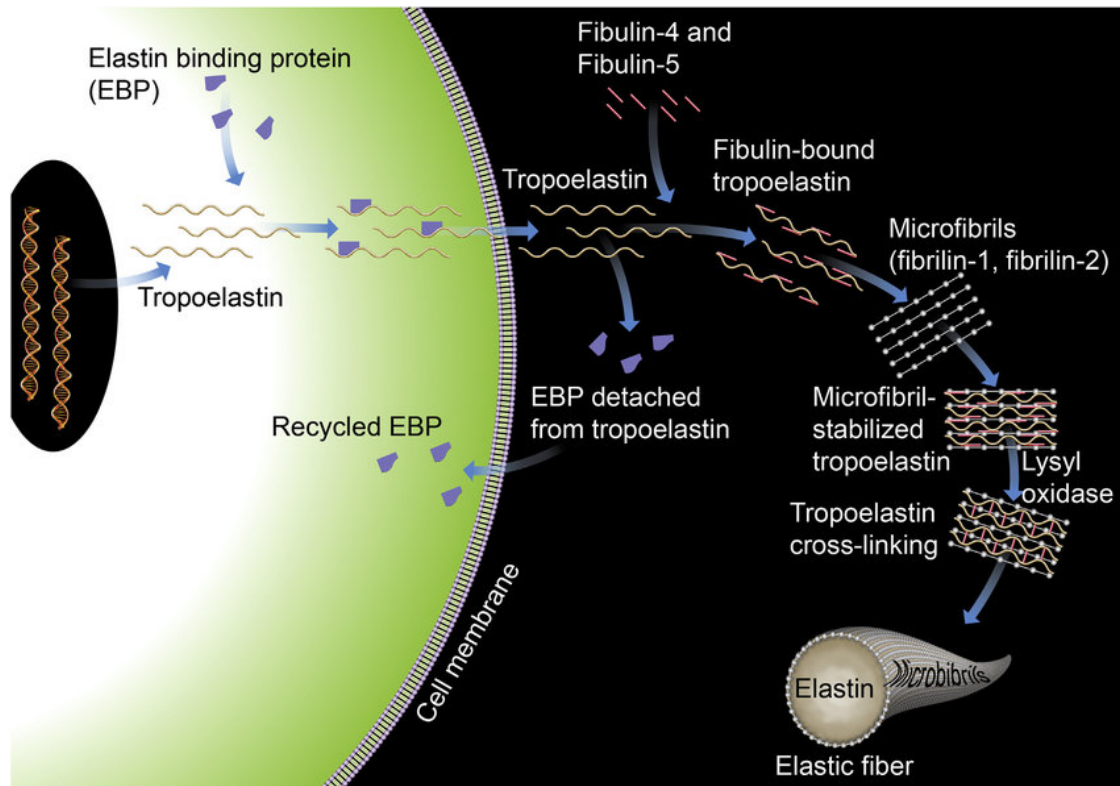 Elastin binding protein
(EBP)
Tropoelastin
Recycled EBP
Cell membrane
Fibulin-4 and
Fibulin-5
Tropoelastin
EBP detached
from tropoelastin
Fibulin-bound
tropoelastin
Microfibrils
(fibrilin-1, fibrilin-2)
Microfibril-
stabilized
tropoelastin
Lysyl
oxidase
Tropoelastin
cross-linking
Elastin
Microbibrils
Elastic fiber